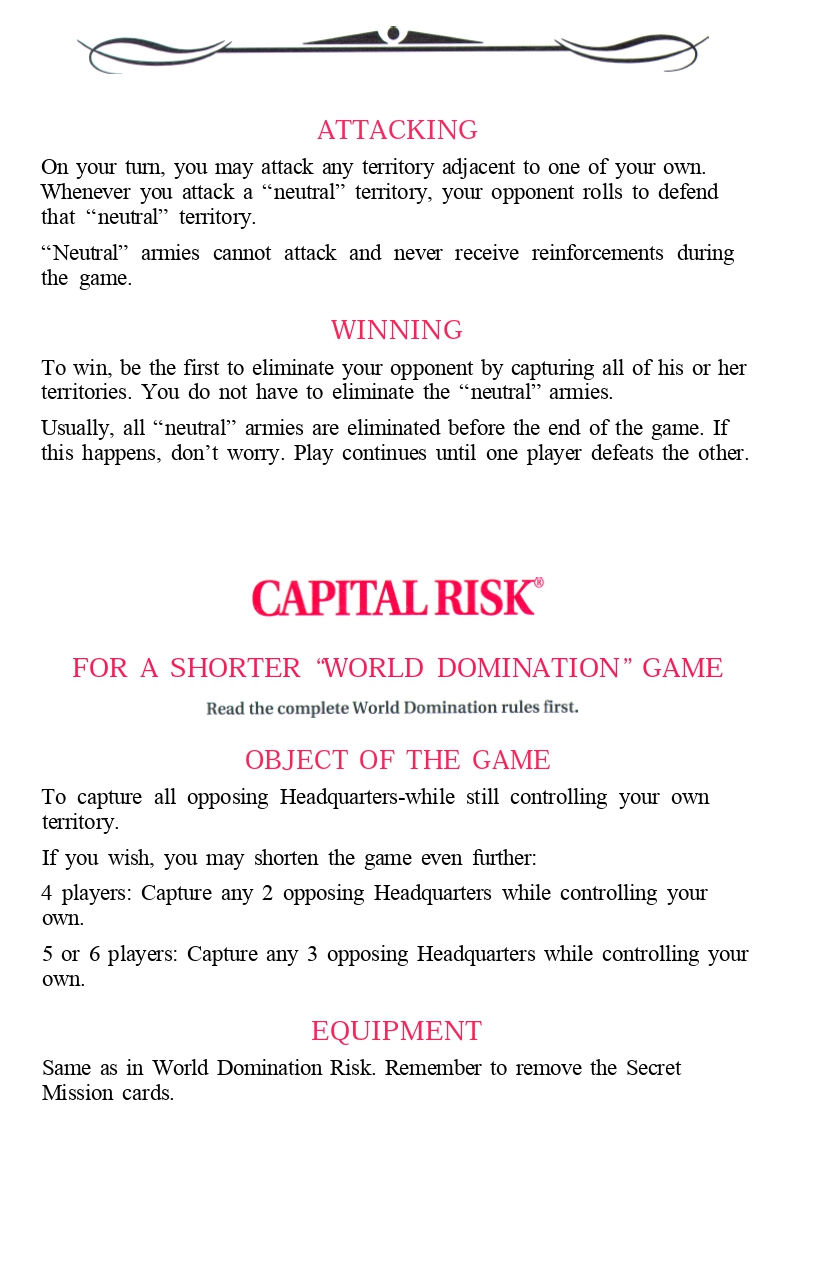 ATTACKING
On your turn, you may attack any territory adjacent to one of your own.
Whenever you attack a “neutral” territory, your opponent rolls to defend
that “neutral” territory.
“Neutral” armies cannot attack and never receive reinforcements during
the game.
WINNING
To win, be the first to eliminate your opponent by capturing all of his or her
territories. You do not have to eliminate the “neutral” armies.
Usually, all “neutral” armies are eliminated before the end of the game. If
this happens, don’t worry. Play continues until one player defeats the other.
CAPITAL RISK®
FOR A SHORTER “WORLD DOMINATION” GAME
Read the complete World Domination rules first.
OBJECT OF THE GAME
To capture all opposing Headquarters-while still controlling your own
territory.
If you wish, you may shorten the game even further:
4 players: Capture any 2 opposing Headquarters while controlling your
own.
5 or 6 players: Capture any 3 opposing Headquarters while controlling your
own.
EQUIPMENT
Same as in World Domination Risk. Remember to remove the Secret
Mission cards.